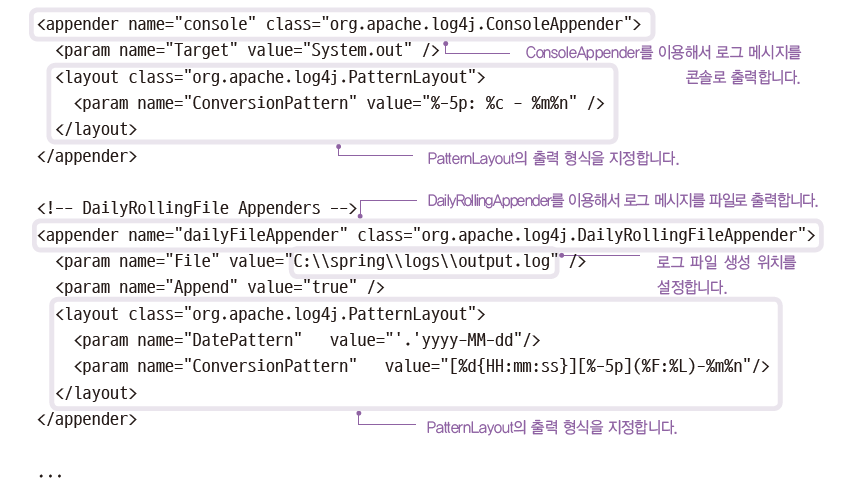 <appender name="console" class="org.apache.log4j.ConsoleAppender">
<param name="Target" value="System.out" />
ConsoleAppender를 이용해서 로그 메시지를
콘솔로 출력합니다.
<layout class="org.apache.log4j.PatternLayout">
<param name="ConversionPattern" value="%-5p: %c - %m%n" />
</layout>
</appender>
PatternLayout의 출력 형식을 지정합니다.
<!-- DailyRollingFile Appenders -->
DailyRollingAppender를 이용해서 로그 메시지를 파일로 출력합니다.
<appender name="dailyFileAppender" class="org.apache.log4j.DailyRollingFileAppender">
<param name="File" value="C:\\spring\\logs\\output.log" />
로그 파일 생성 위치를
설정합니다.
<param name="Append" value="true" />
<layout class="org.apache.log4j.PatternLayout">
<param name="DatePattern"   value="'.'yyyy-MM-dd"/>
<param name="ConversionPattern"   value="[%d{HH:mm:ss}][%-5p](%F:%L)-%m%n"/>
</layout>
</appender>
PatternLayout의 출력 형식을 지정합니다.
...